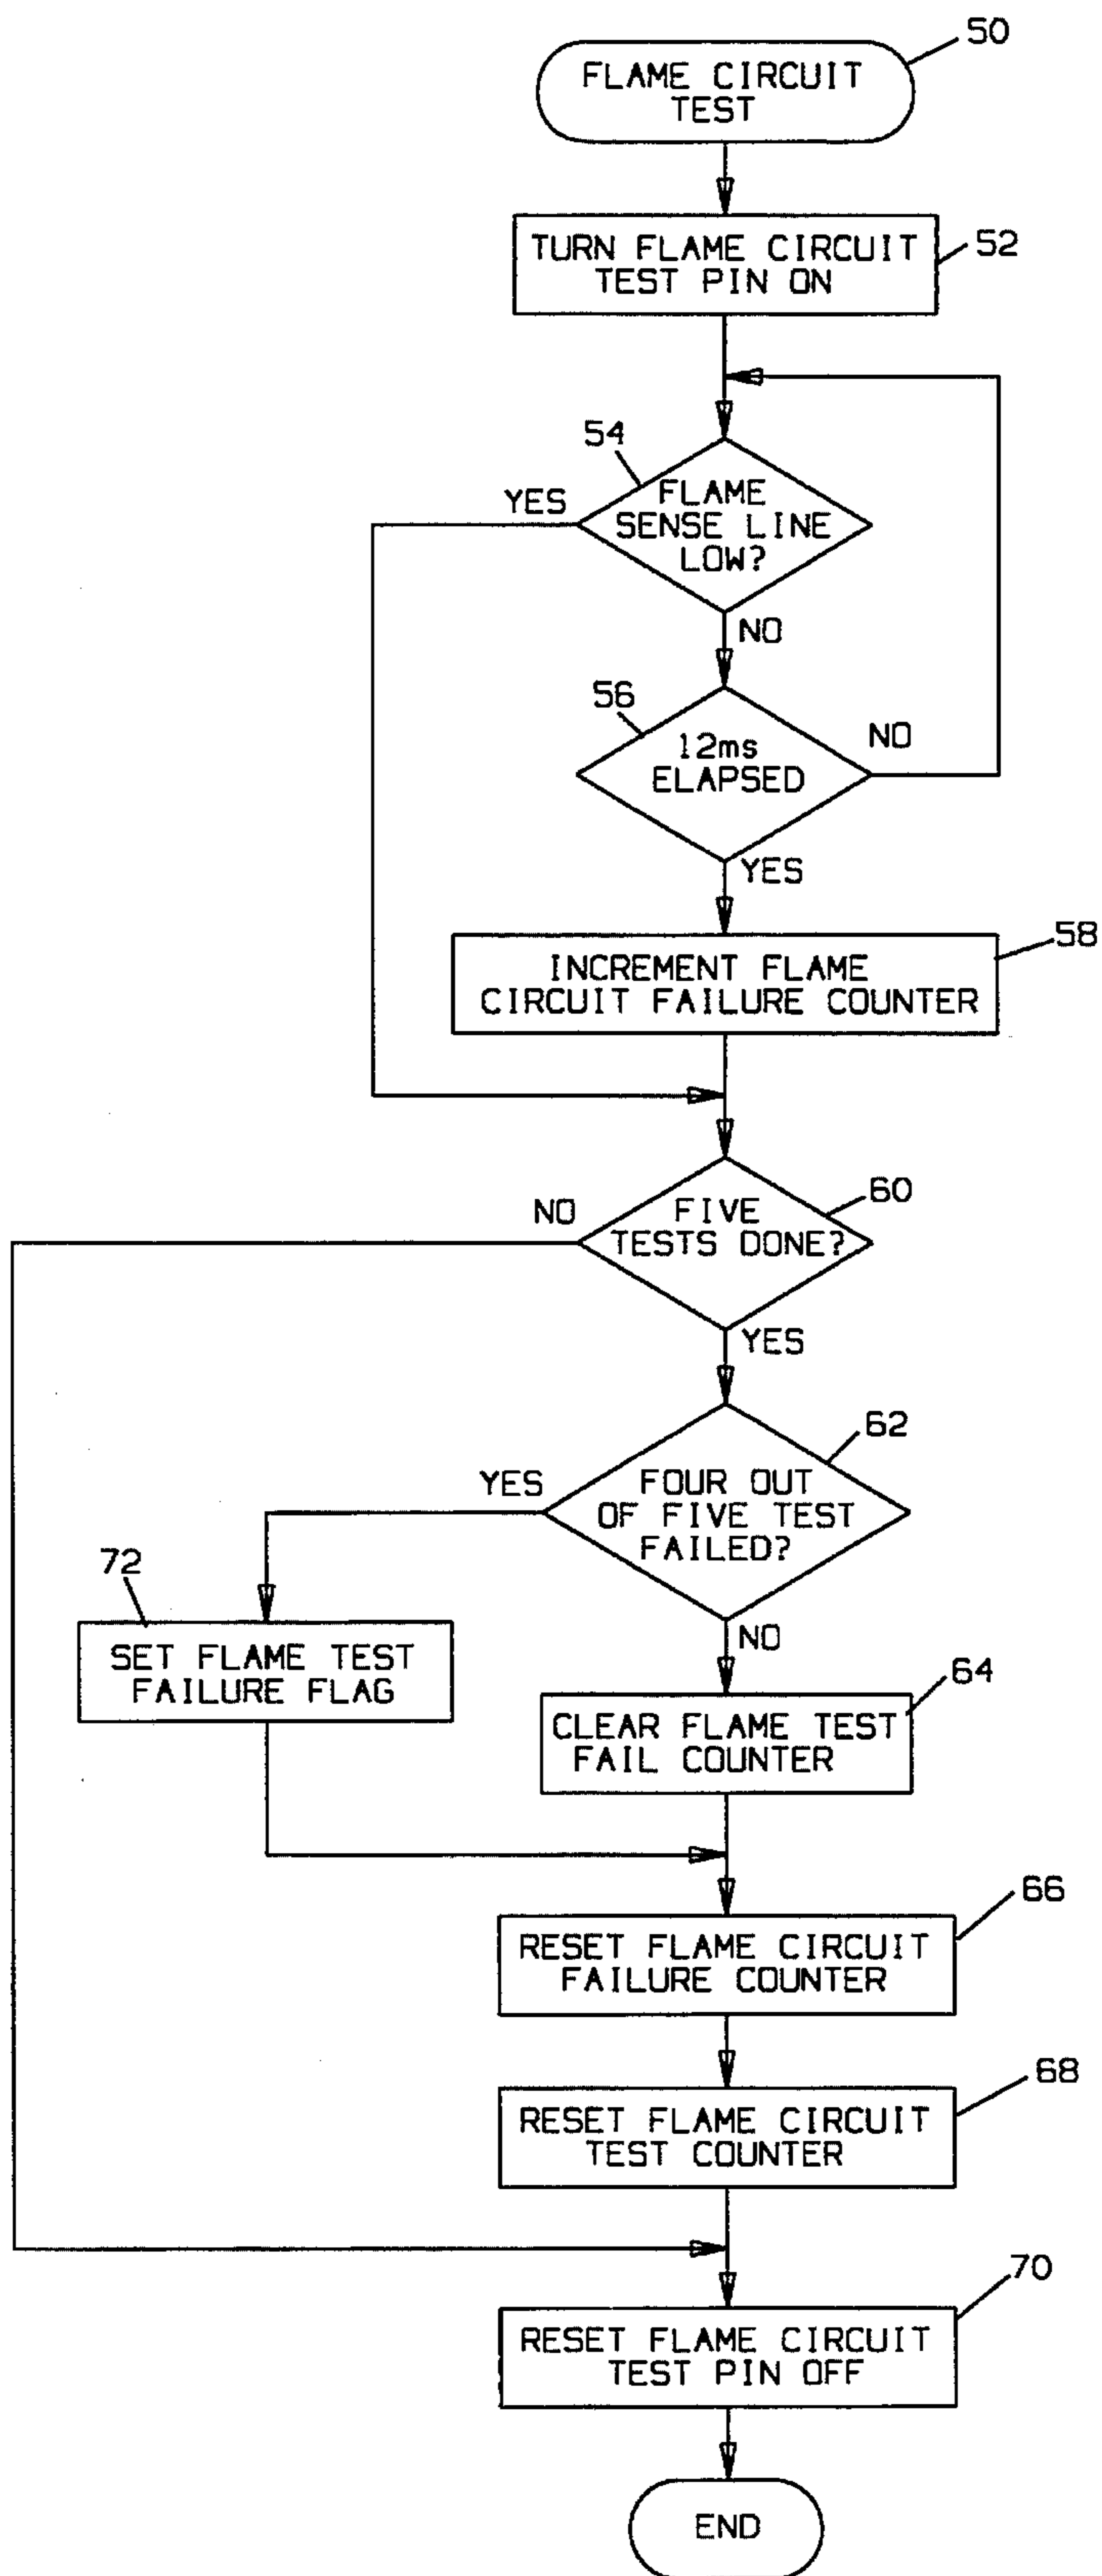 50
FLAME CIRCUIT
TEST
TURN FLAME CIRCUIT
TEST PIN ON
52
54
YES
FLAME
SENSE LINE
LOW?
NO
56
12ms
ELAPSED
NO
YES
INCREMENT FLAME
CIRCUIT FAILURE COUNTER
58
NO
FIVE
TESTS DONE?
60
YES
62
YES
FOUR OUT
OF FIVE TEST
FAILED?
72
SET FLAME TEST
FAILURE FLAG
NO
64
CLEAR FLAME TEST
FAIL COUNTER
66
RESET FLAME CIRCUIT
FAILURE COUNTER
68
RESET FLAME CIRCUIT
TEST COUNTER
70
RESET FLAME CIRCUIT
TEST PIN OFF
END